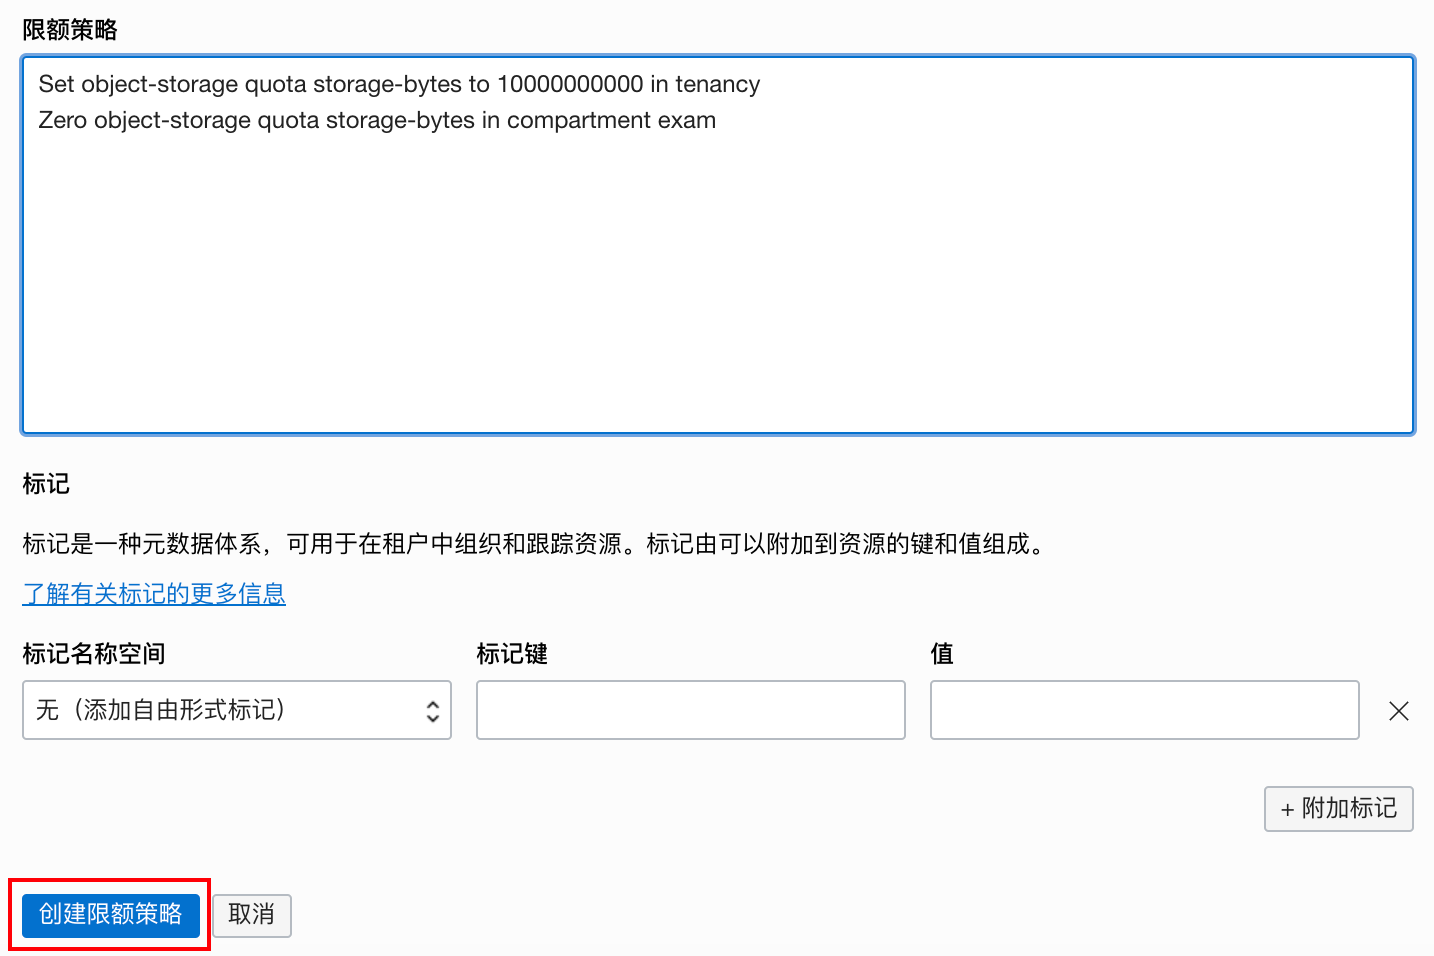 限额策略
Set object-storage quota storage-bytes to 10000000000 in tenancy
Zero object-storage quota storage-bytes in compartment exam
标记
标记是一种元数据体系，可用于在租户中组织和跟踪资源。标记由可以附加到资源的键和值组成。
了解有关标记的更多信息
标记名称空间 标记键 值
无（添加自由形式标记）
+ 附加标记
创建限额策略 取消